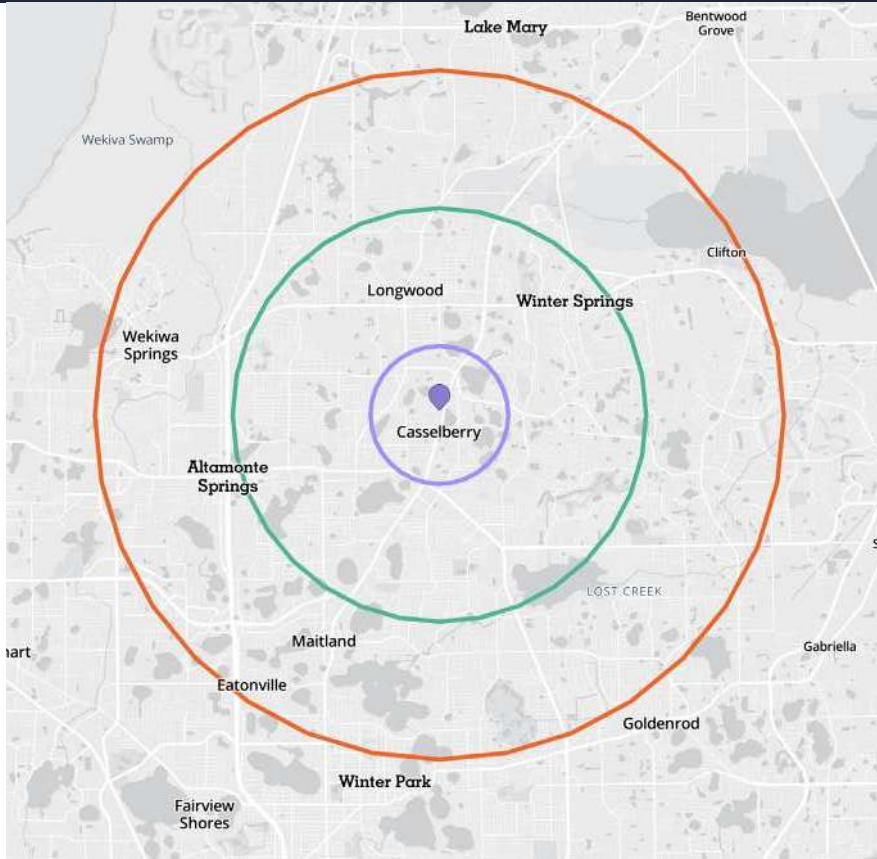 Lake Mary
Bentwood
Grove
Wekiva Swamp
Clifton
Longwood
Winter Springs
Wekiwa
Springs
Casselberry
Altamonte
Springs
LOST CREEK
Maitland
Gabriella
Eatonville
Goldenrod
Winter Park
Fairview
Shores